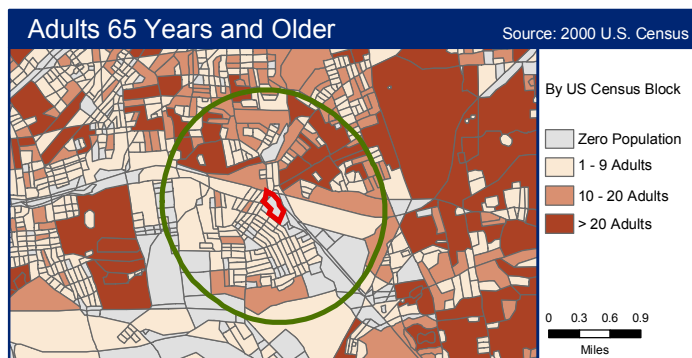 Adults 65 Years and Older
Source: 2000 U.S. Census
By US Census Block
Zero Population
1 - 9 Adults
10 - 20 Adults
> 20 Adults
0 0.3 0.6 0.9
Miles